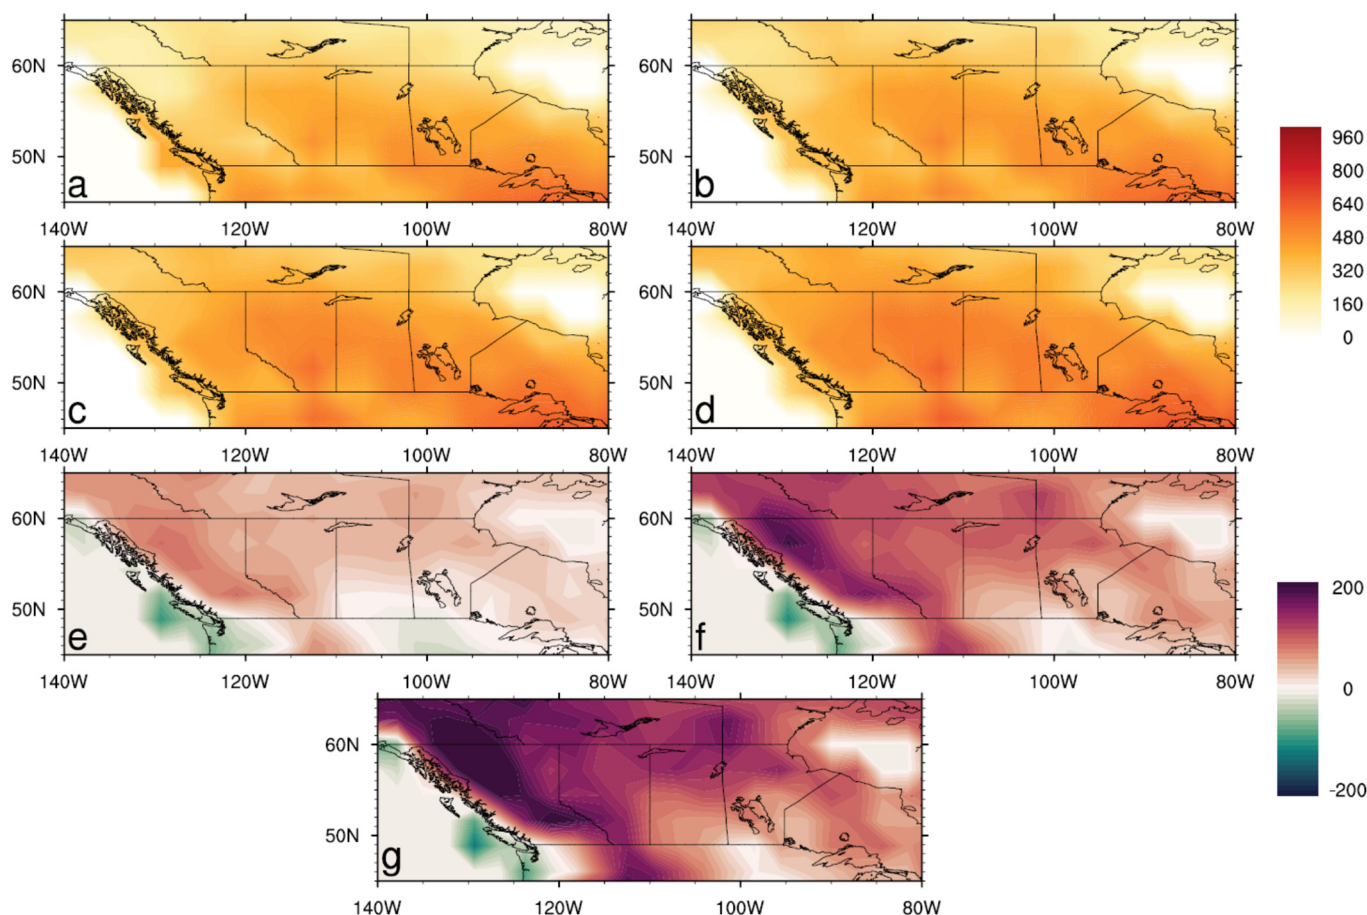 60N 50N a 140W 120W 100W 80W
60N 50N b 140W 120W 100W 80W
960
800
640
480
320
160
0
60N 50N c 140W 120W 100W 80W
60N 50N d 140W 120W 100W 80W
60N 50N e 140W 120W 100W 80W
60N 50N f 140W 120W 100W 80W
200
0
-200
60N 50N g 140W 120W 100W 80W